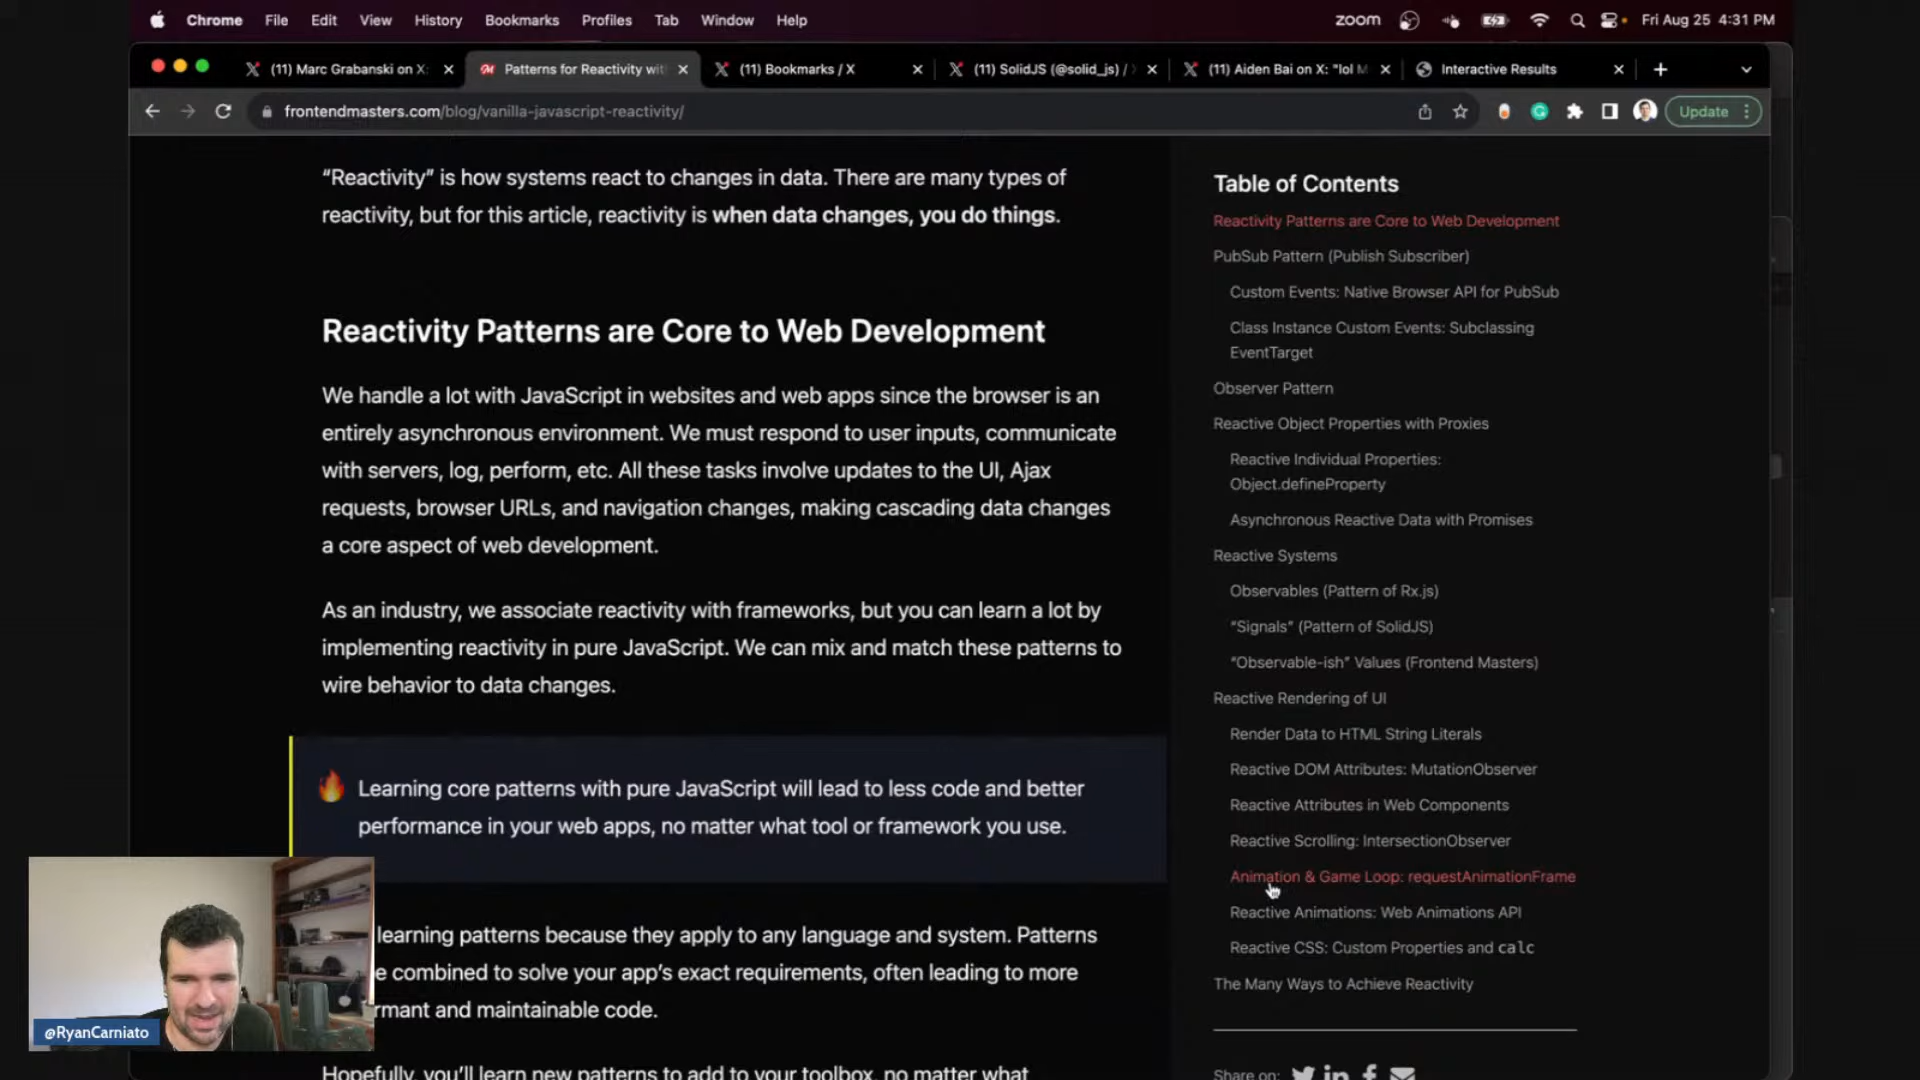 Chrome File Edit View History Bookmarks Profiles Tab Window Help zoom Fri Aug 25 4:31 PM
(11) Marc Grabanski on X: Patterns for Reactivity wit (11) Bookmarks / X (11) SolidJS (@solid_js) / (11) Aiden Bai on X: "lol M Interactive Results
frontendmasters.com/blog/vanilla-javascript-reactivity/ Update
“Reactivity” is how systems react to changes in data. There are many types of
reactivity, but for this article, reactivity is when data changes, you do things.
Reactivity Patterns are Core to Web Development
We handle a lot with JavaScript in websites and web apps since the browser is an
entirely asynchronous environment. We must respond to user inputs, communicate
with servers, log, perform, etc. All these tasks involve updates to the UI, Ajax
requests, browser URLs, and navigation changes, making cascading data changes
a core aspect of web development.
As an industry, we associate reactivity with frameworks, but you can learn a lot by
implementing reactivity in pure JavaScript. We can mix and match these patterns to
wire behavior to data changes.
🔥 Learning core patterns with pure JavaScript will lead to less code and better
performance in your web apps, no matter what tool or framework you use.
learning patterns because they apply to any language and system. Patterns
e combined to solve your app’s exact requirements, often leading to more
rmant and maintainable code.
Hopefully, you’ll learn new patterns to add to your toolbox, no matter what
Table of Contents
Reactivity Patterns are Core to Web Development
PubSub Pattern (Publish Subscriber)
Custom Events: Native Browser API for PubSub
Class Instance Custom Events: Subclassing
EventTarget
Observer Pattern
Reactive Object Properties with Proxies
Reactive Individual Properties:
Object.defineProperty
Asynchronous Reactive Data with Promises
Reactive Systems
Observables (Pattern of Rx.js)
“Signals” (Pattern of SolidJS)
“Observable-ish” Values (Frontend Masters)
Reactive Rendering of UI
Render Data to HTML String Literals
Reactive DOM Attributes: MutationObserver
Reactive Attributes in Web Components
Reactive Scrolling: IntersectionObserver
Animation & Game Loop: requestAnimationFrame
Reactive Animations: Web Animations API
Reactive CSS: Custom Properties and calc
The Many Ways to Achieve Reactivity
Share on:
@RyanCarniato